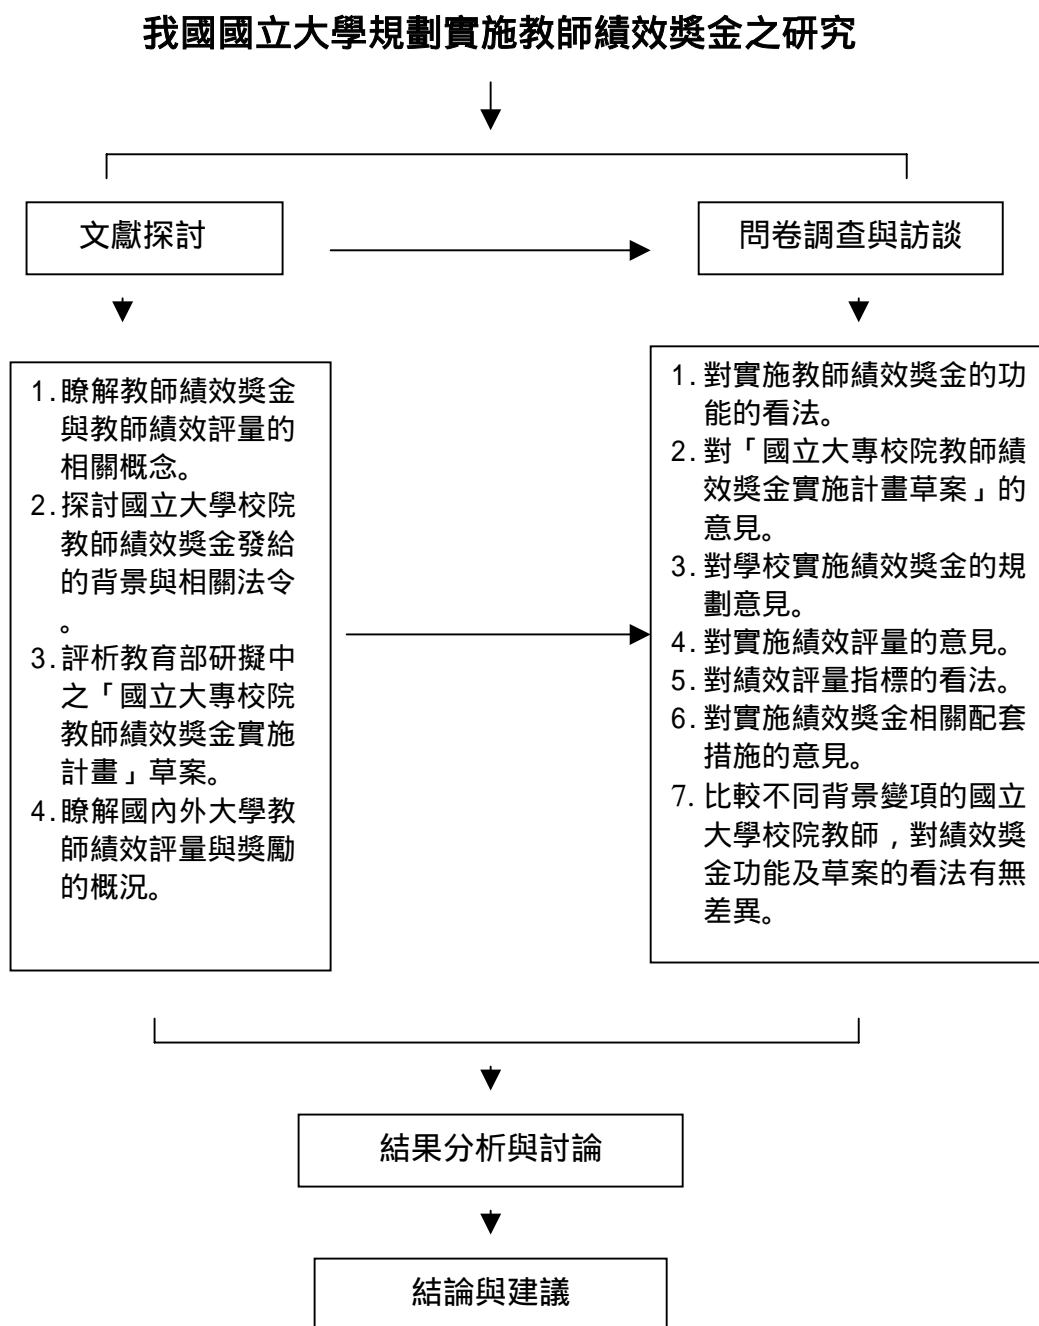 我國國立大學規劃實施教師績效獎金之研究
文獻探討
問卷調查與訪談
1.瞭解教師績效獎金
與教師績效評量的
相關概念。
2.探討國立大學校院
教師績效獎金發給
的背景與相關法令
。
3.評析教育部研擬中
之「國立大專校院
教師績效獎金實施
計畫」草案。
4.瞭解國內外大學教
師績效評量與獎勵
的概況。
1.對實施教師績效獎金的功
能的看法。
2.對「國立大專校院教師績
效獎金實施計畫草案」的
意見。
3.對學校實施績效獎金的規
劃意見。
4.對實施績效評量的意見。
5.對績效評量指標的看法。
6.對實施績效獎金相關配套
措施的意見。
7. 比較不同背景變項的國立
大學校院教師，對績效獎
金功能及草案的看法有無
差異。
結果分析與討論
結論與建議